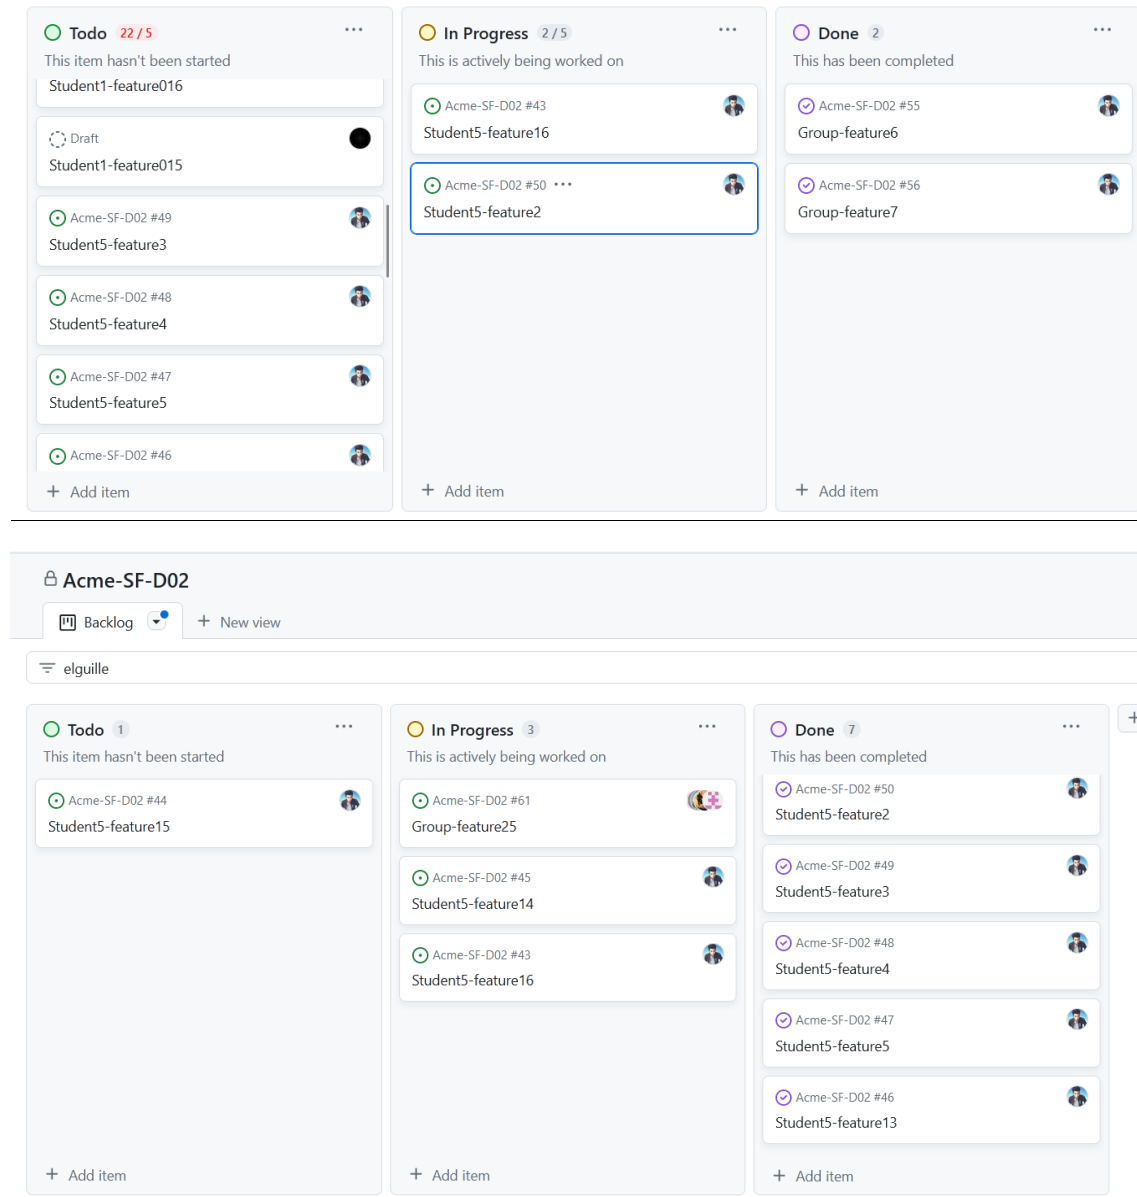 Todo 22 / 5
This item hasn't been started
Student1-feature016
Draft
Student1-feature015
Acme-SF-D02 #49
Student5-feature3
Acme-SF-D02 #48
Student5-feature4
Acme-SF-D02 #47
Student5-feature5
Acme-SF-D02 #46
+ Add item
In Progress 2 / 5
This is actively being worked on
Acme-SF-D02 #43
Student5-feature16
Acme-SF-D02 #50 ...
Student5-feature2
+ Add item
Done 2
This has been completed
Acme-SF-D02 #55
Group-feature6
Acme-SF-D02 #56
Group-feature7
+ Add item
Acme-SF-D02
Backlog
+ New view
elguille
Todo 1
This item hasn't been started
Acme-SF-D02 #44
Student5-feature15
+ Add item
In Progress 3
This is actively being worked on
Acme-SF-D02 #61
Group-feature25
Acme-SF-D02 #45
Student5-feature14
Acme-SF-D02 #43
Student5-feature16
+ Add item
Done 7
This has been completed
Acme-SF-D02 #50
Student5-feature2
Acme-SF-D02 #49
Student5-feature3
Acme-SF-D02 #48
Student5-feature4
Acme-SF-D02 #47
Student5-feature5
Acme-SF-D02 #46
Student5-feature13
+ Add item